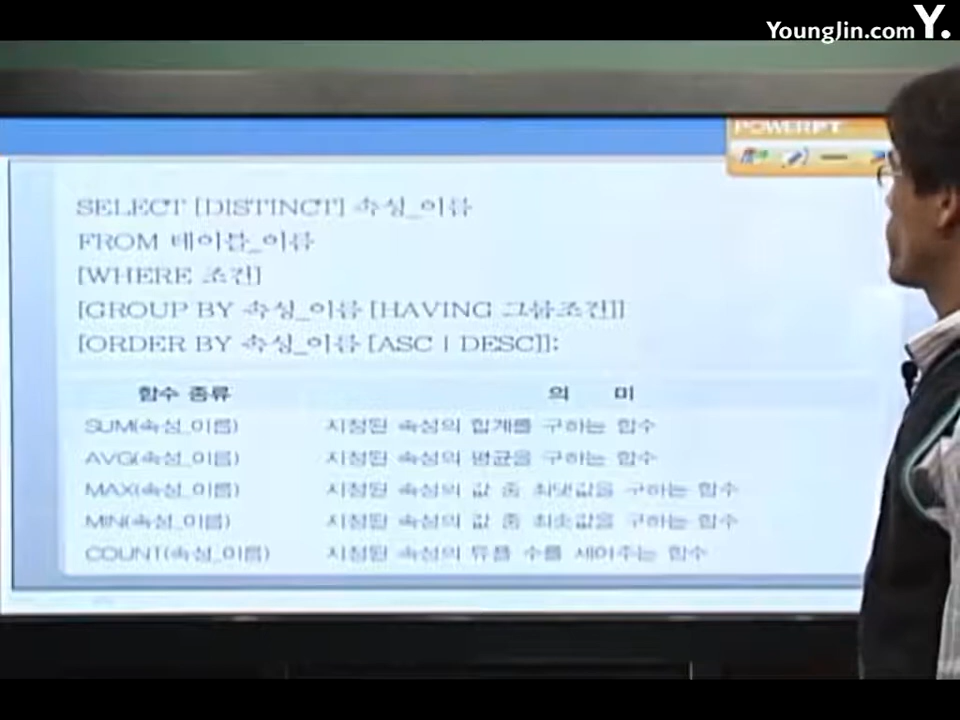 YoungJin.com Y.
POWERPT
SELECT [DISTINCT] 속성_이름
FROM 테이블_이름
[WHERE 조건]
[GROUP BY 속성_이름 [HAVING 그룹조건]]
[ORDER BY 속성_이름 [ASC | DESC]];
함수 종류 의 미
SUM(속성_이름) 지정된 속성의 합계를 구하는 함수
AVG(속성_이름) 지정된 속성의 평균을 구하는 함수
MAX(속성_이름) 지정된 속성의 값 중 최댓값을 구하는 함수
MIN(속성_이름) 지정된 속성의 값 중 최솟값을 구하는 함수
COUNT(속성_이름) 지정된 속성의 튜플 수를 세어주는 함수